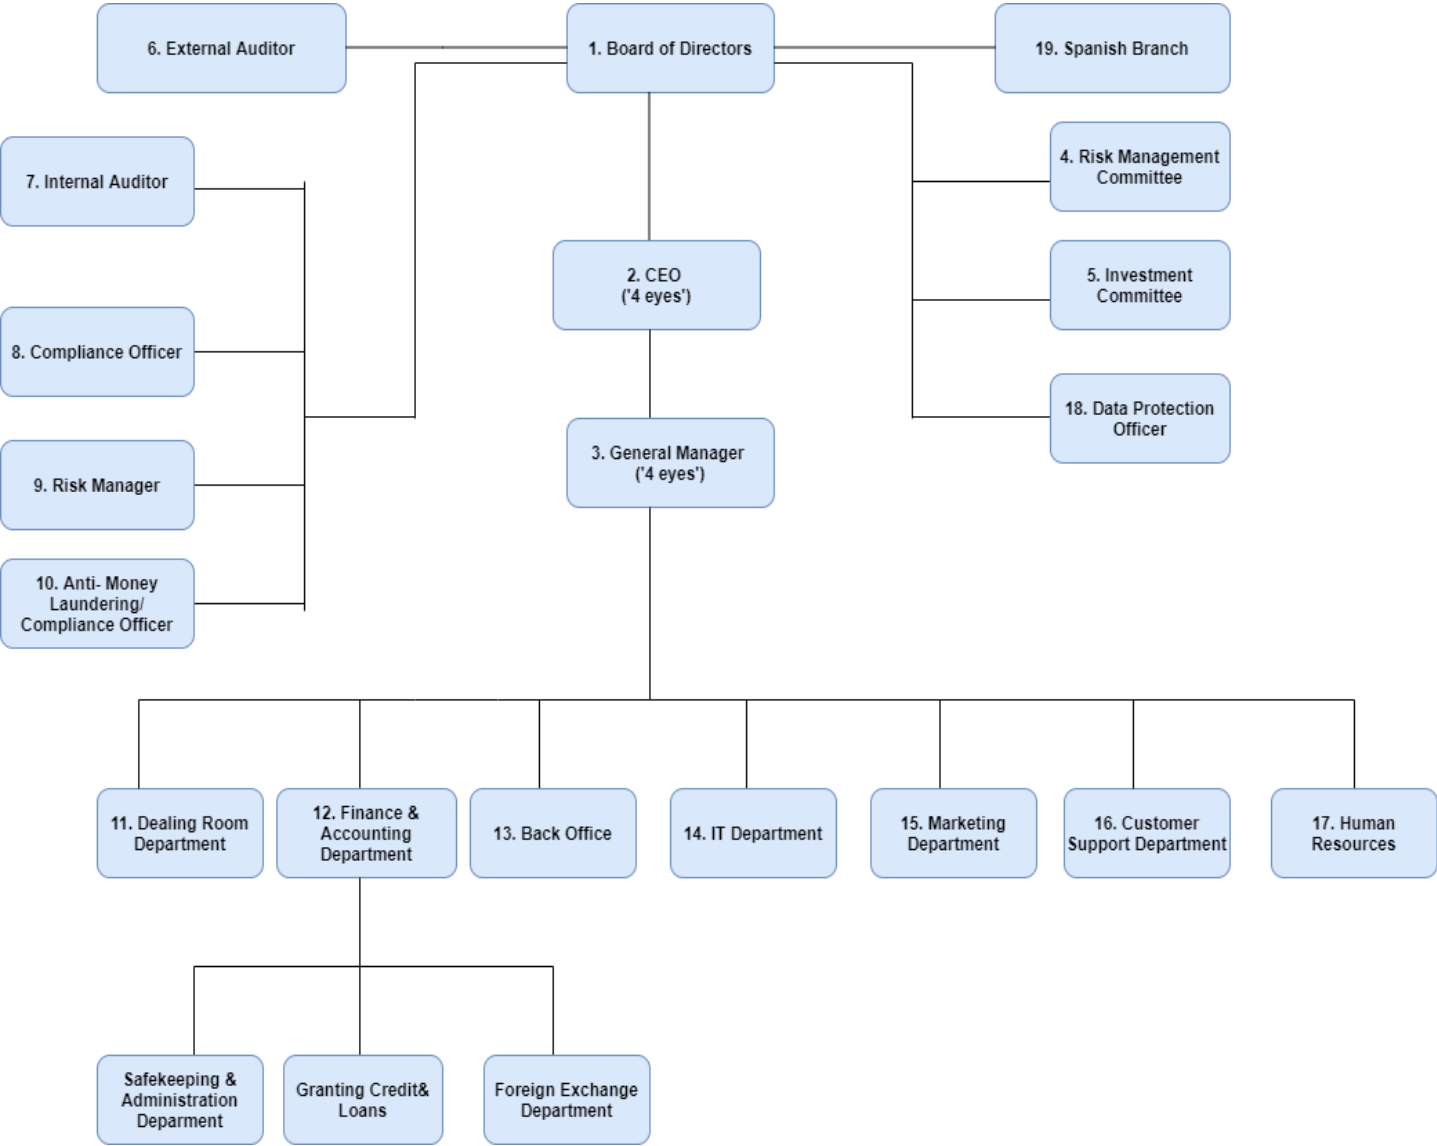 6. External Auditor
1. Board of Directors
19. Spanish Branch
7. Internal Auditor
4. Risk Management
Committee
2. CEO
('4 eyes')
5. Investment
Committee
8. Compliance Officer
18. Data Protection
Officer
3. General Manager
('4 eyes')
9. Risk Manager
10. Anti- Money
Laundering/
Compliance Officer
11. Dealing Room
Department
12. Finance &
Accounting
Department
13. Back Office
14. IT Department
15. Marketing
Department
16. Customer
Support Department
17. Human
Resources
Safekeeping &
Administration
Deparment
Granting Credit&
Loans
Foreign Exchange
Department